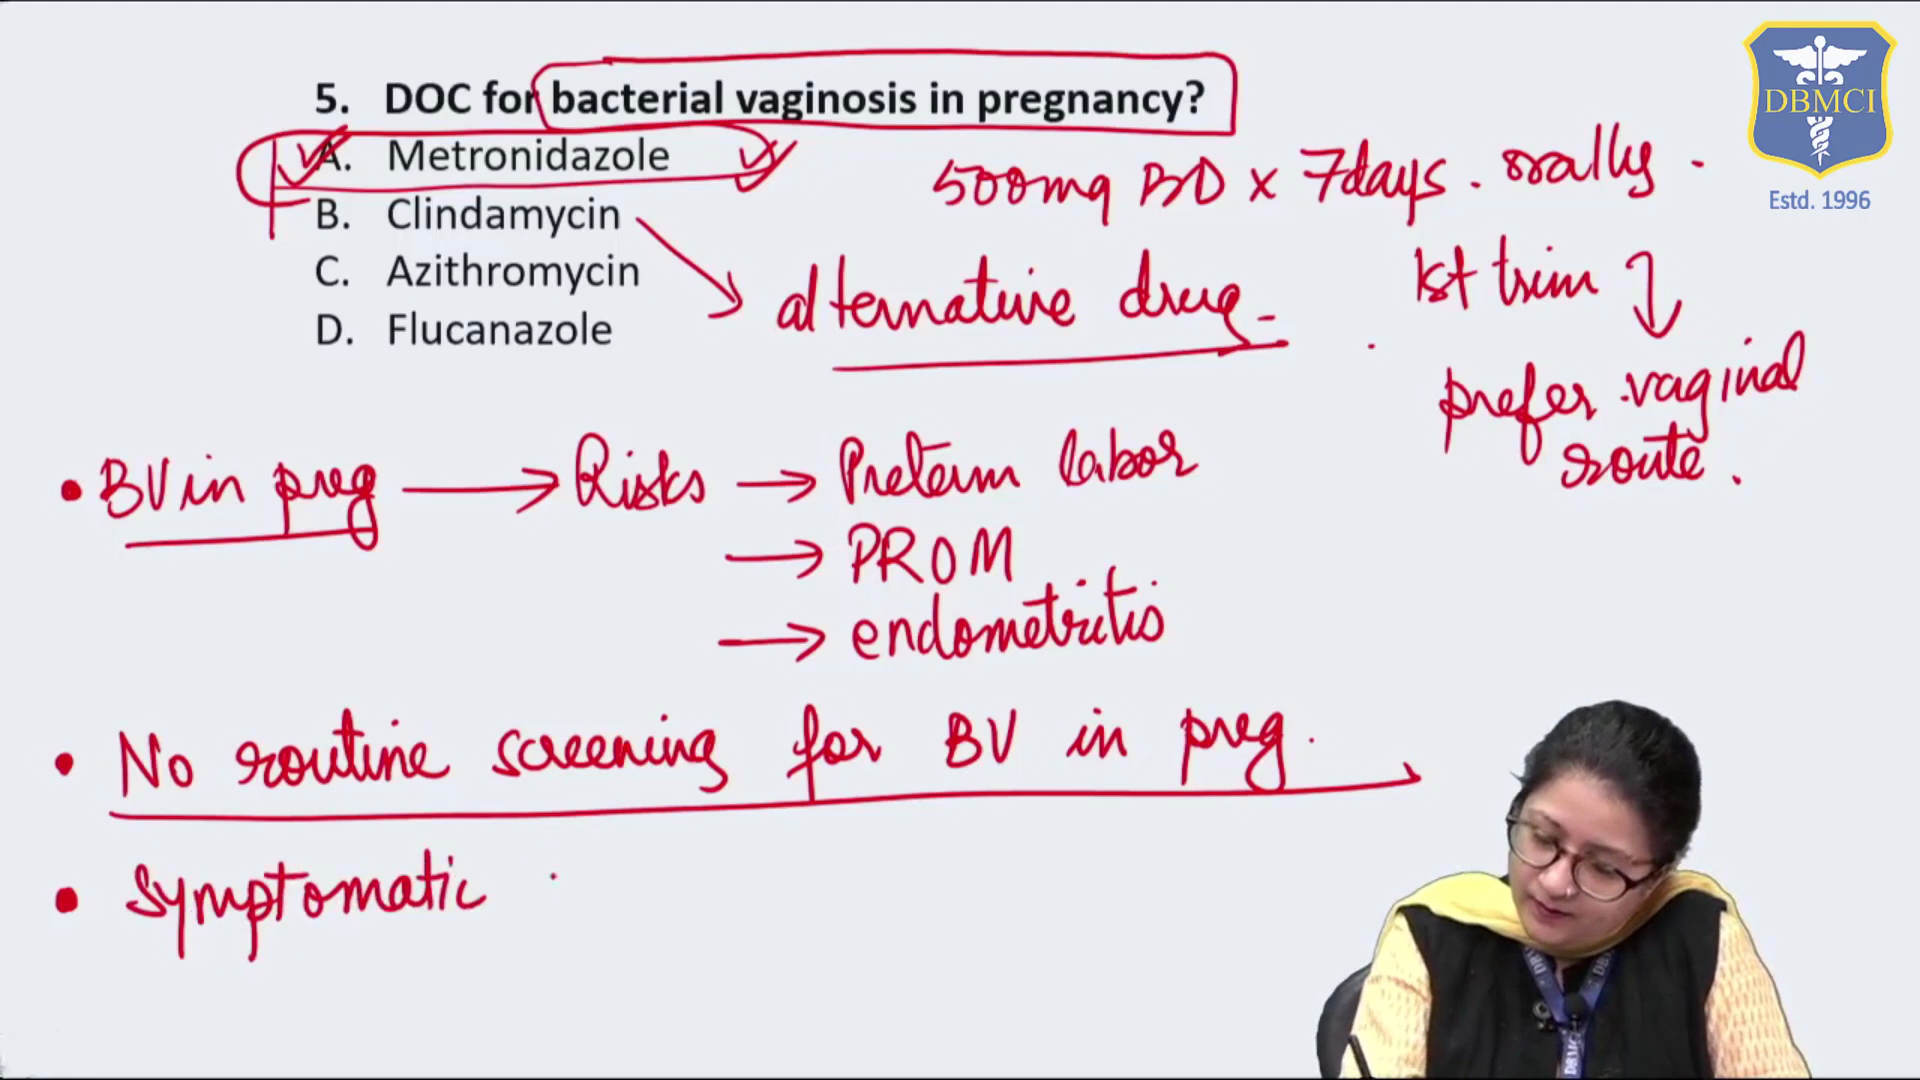 5. DOC for bacterial vaginosis in pregnancy?
A. Metronidazole
B. Clindamycin
C. Azithromycin
D. Flucanazole
500mg BD x 7days. orally.
alternative drug
1st trim
prefer vaginal
route.
• BV in preg → Risks → Preterm labor
→ PROM
→ endometritis
• No routine screening for BV in preg.
• Symptomatic
DBMCI
Estd. 1996